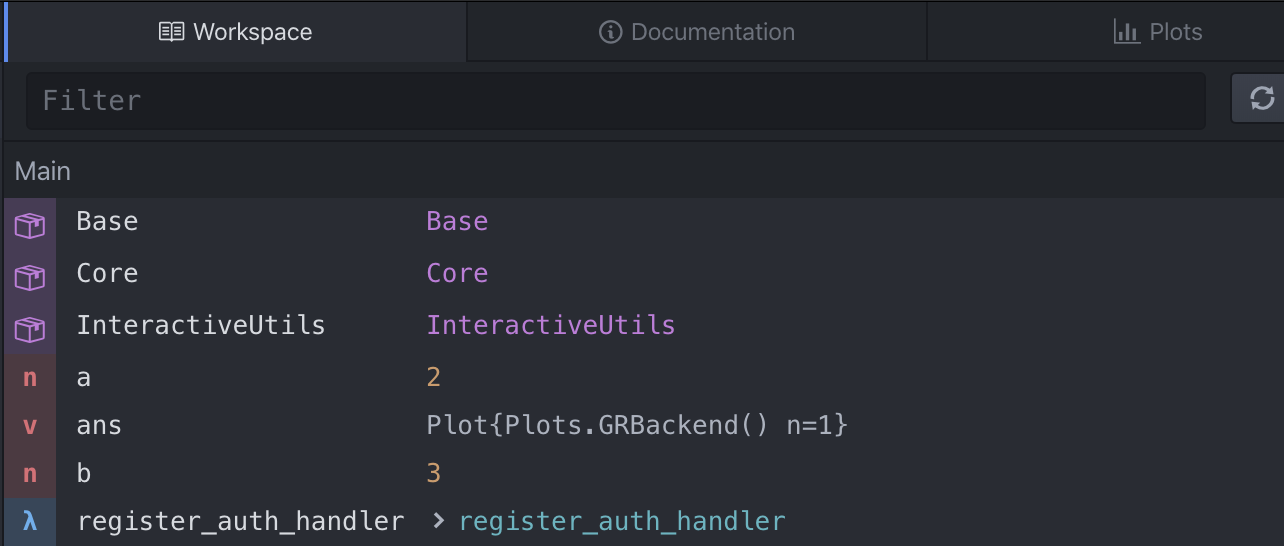 Workspace Documentation Plots
Filter
Main
Base Base
Core Core
InteractiveUtils InteractiveUtils
n a 2
v ans Plot{Plots.GRBackend() n=1}
n b 3
λ register_auth_handler > register_auth_handler